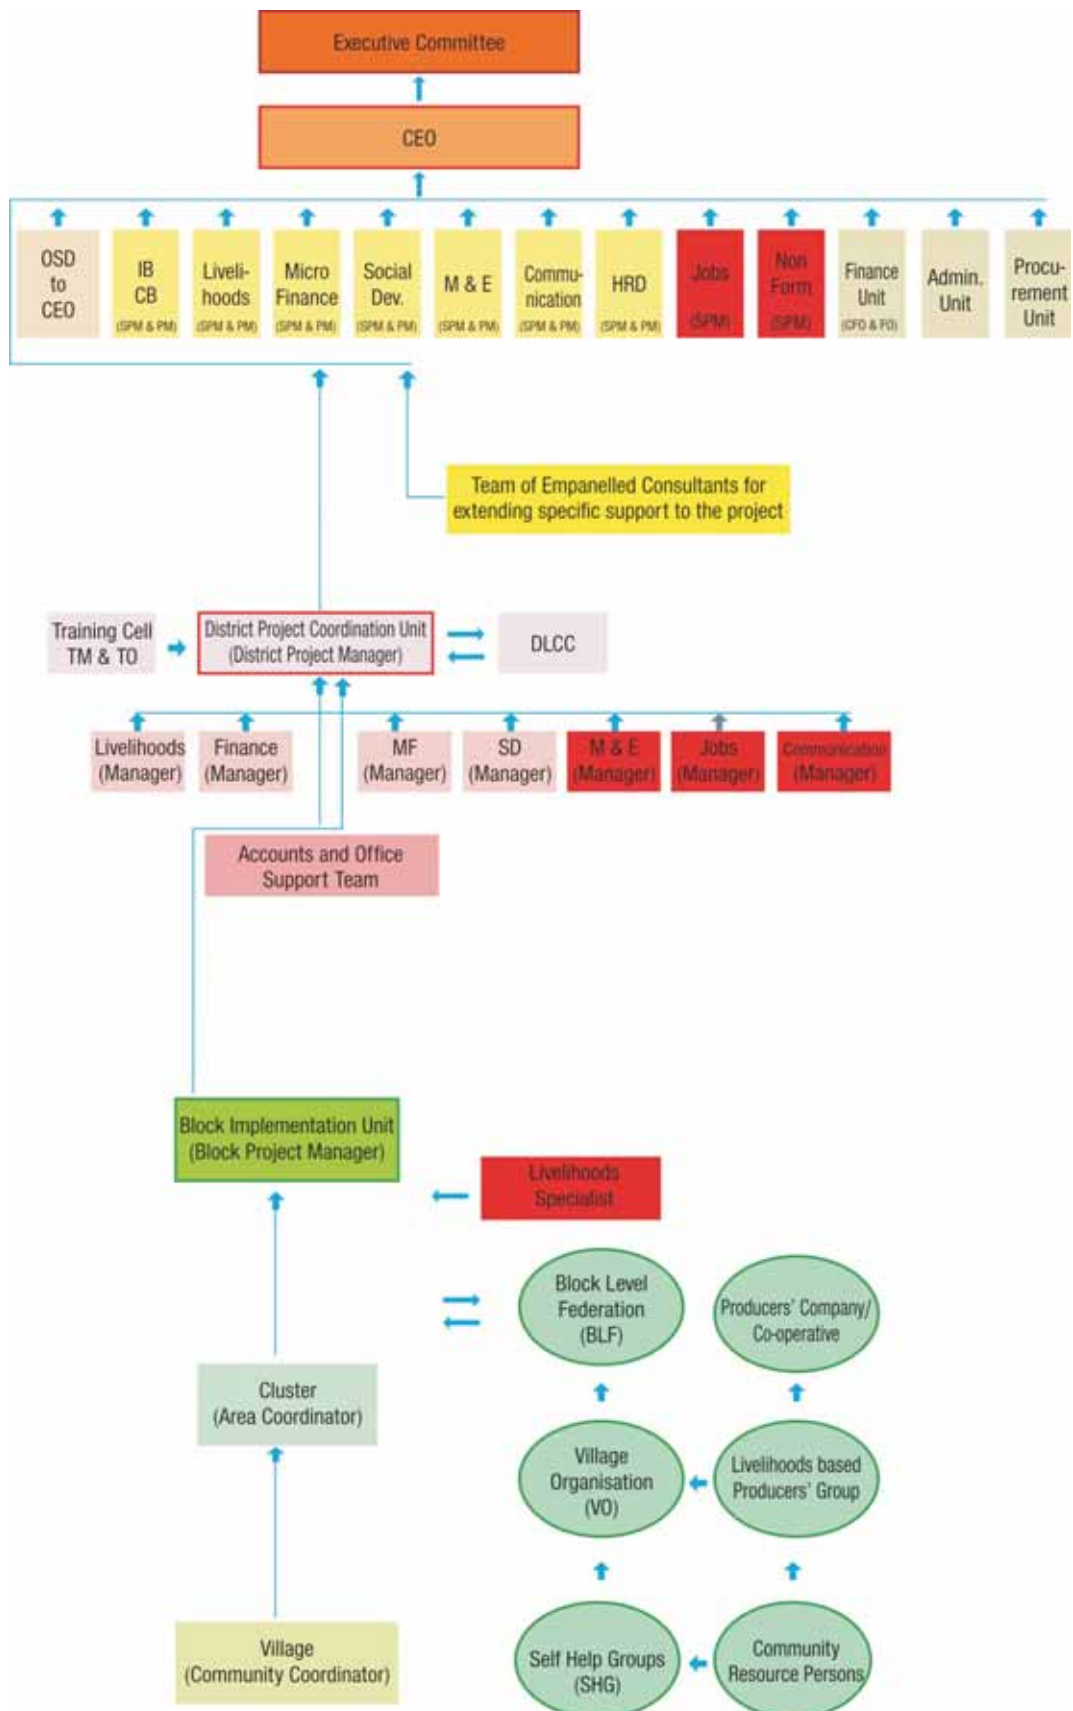 Executive Committee
CEO
OSD
to
CEO
IB
CB
(SPM & PM)
Liveli-
hoods
(SPM & PM)
Micro
Finance
(SPM & PM)
Social
Dev.
(SPM & PM)
M & E
(SPM & PM)
Commu-
nication
(SPM & PM)
HRD
(SPM & PM)
Jobs
(SPM)
Non
Form
(SPM)
Finance
Unit
(CFO & FO)
Admin.
Unit
Procu-
rement
Unit
Team of Empanelled Consultants for
extending specific support to the project
Training Cell
TM & TO
District Project Coordination Unit
(District Project Manager)
DLCC
Livelihoods
(Manager)
Finance
(Manager)
MF
(Manager)
SD
(Manager)
M & E
(Manager)
Jobs
(Manager)
Communication
(Manager)
Accounts and Office
Support Team
Block Implementation Unit
(Block Project Manager)
Livelihoods
Specialist
Block Level
Federation
(BLF)
Producers' Company/
Co-operative
Cluster
(Area Coordinator)
Village
Organisation
(VO)
Livelihoods based
Producers' Group
Village
(Community Coordinator)
Self Help Groups
(SHG)
Community
Resource Persons